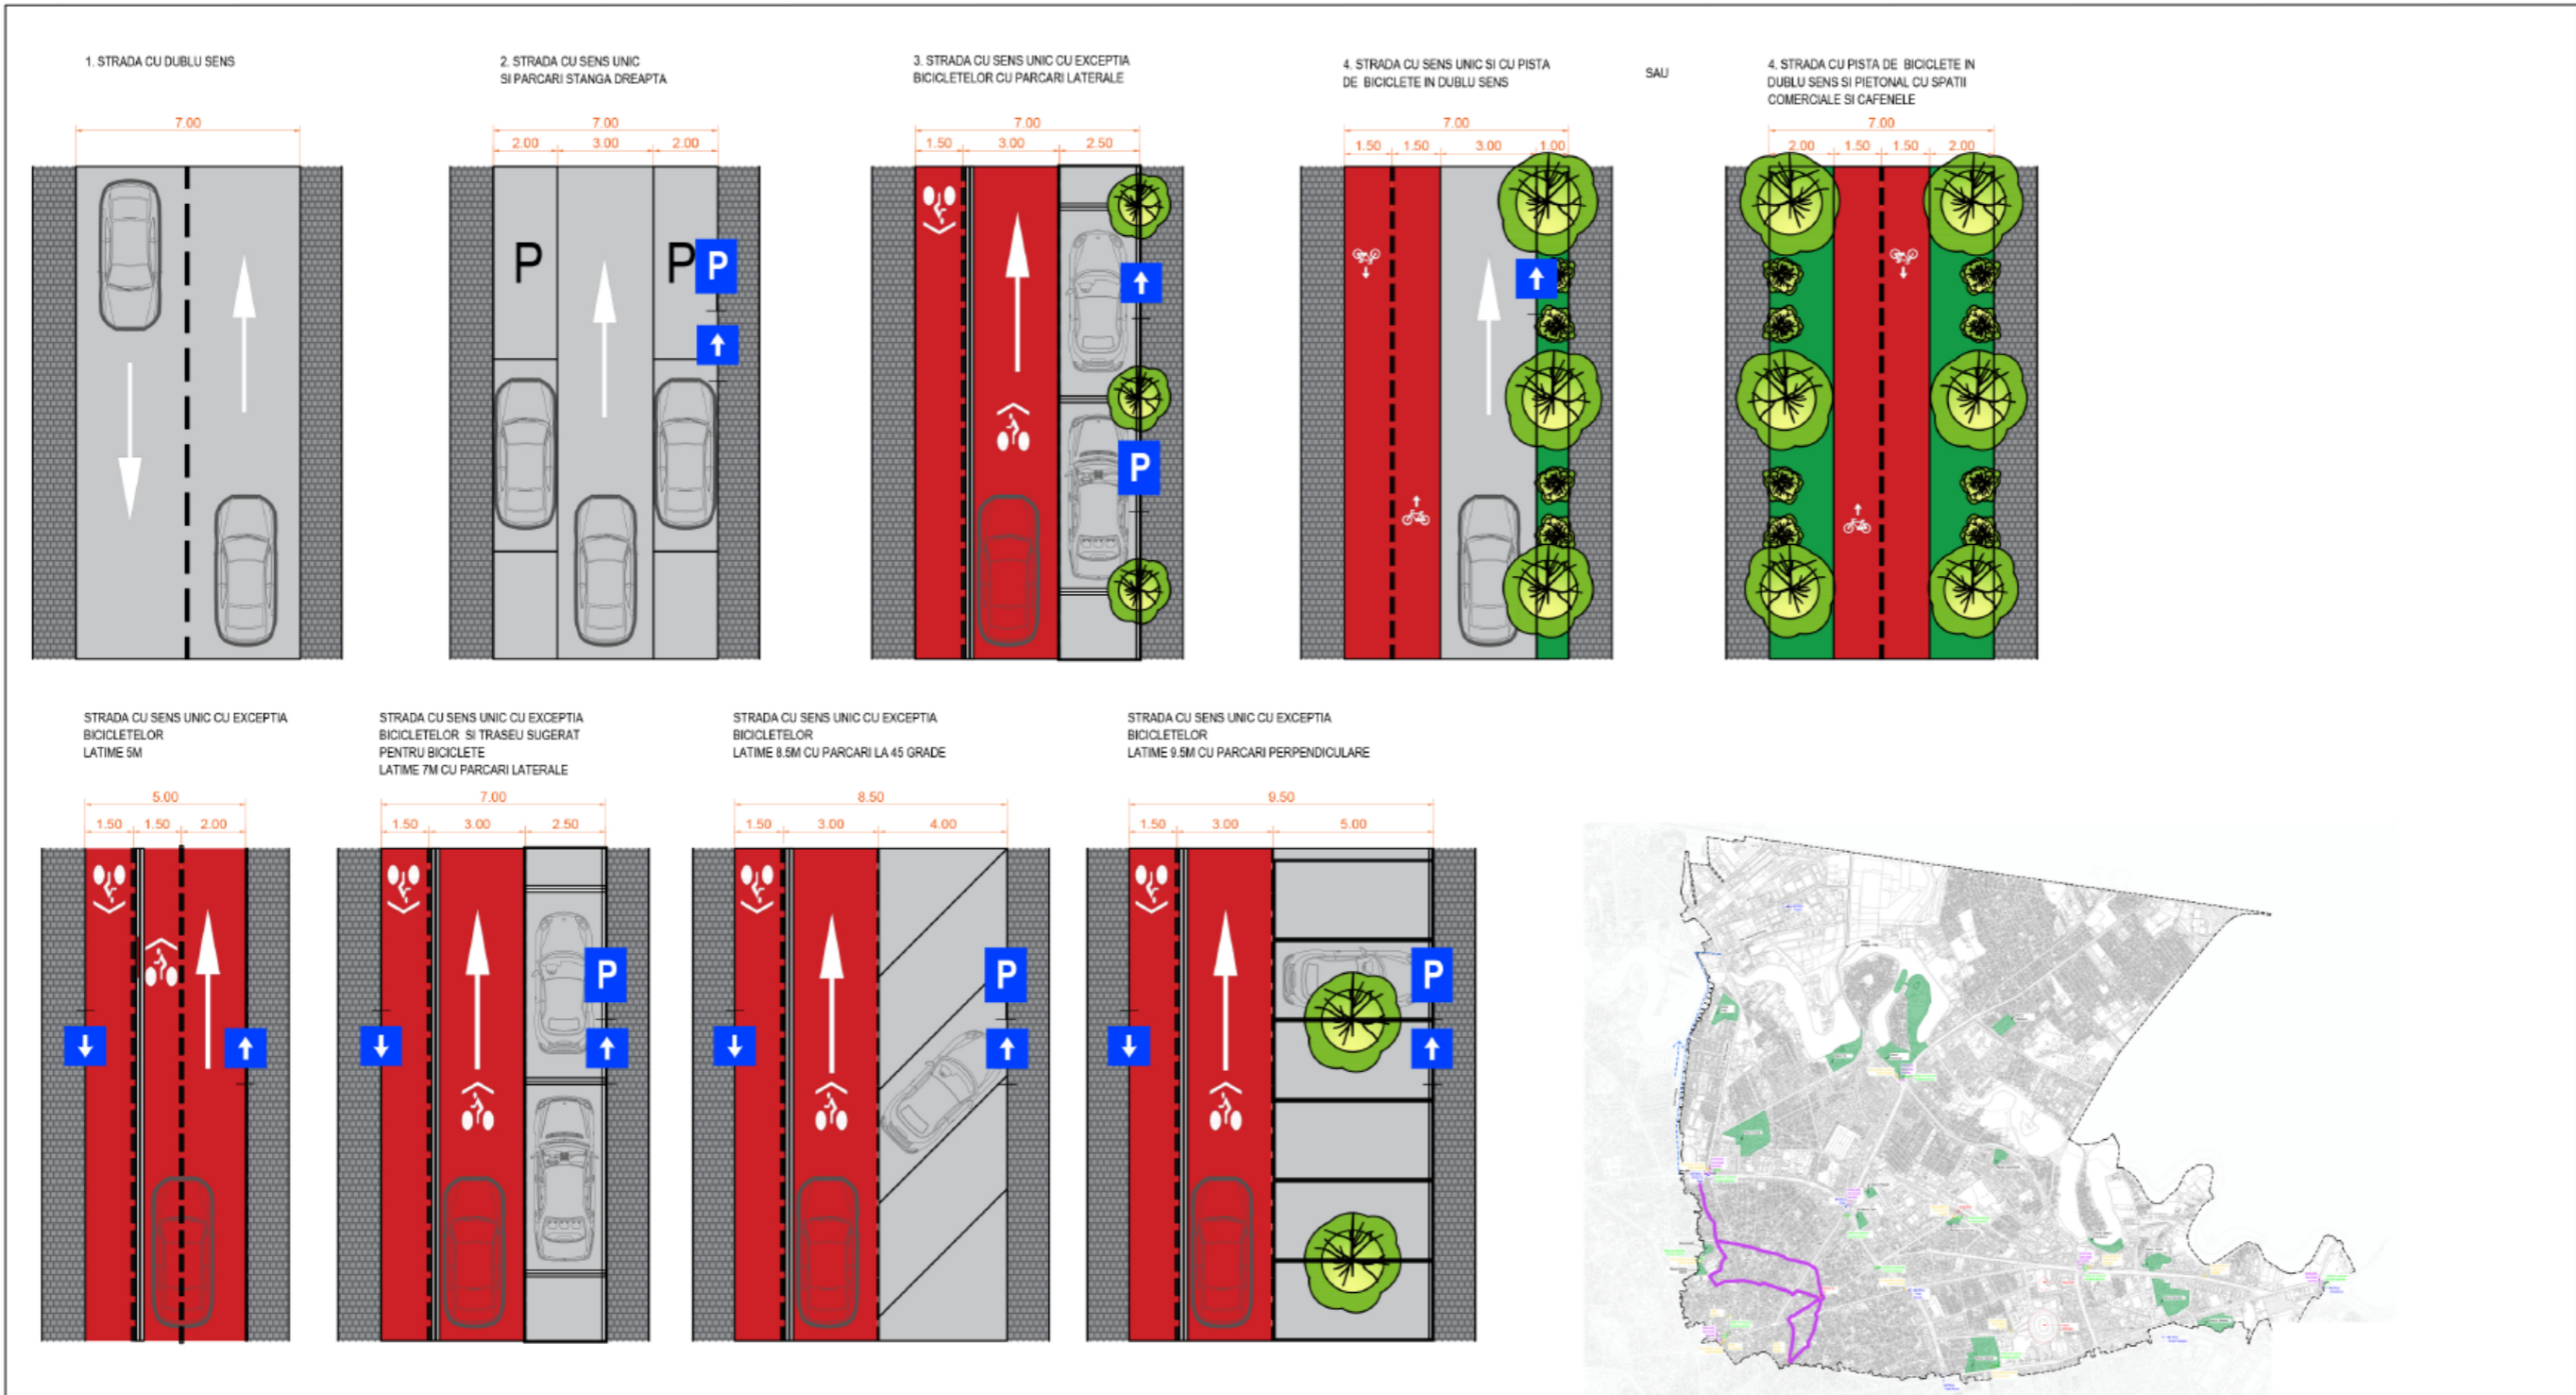 1. STRADA CU DUBLU SENS
7.00
2. STRADA CU SENS UNIC
SI PARCARI STANGA DREAPTA
7.00
2.00 3.00 2.00
P
P
P
3. STRADA CU SENS UNIC CU EXCEPTIA
BICICLETELOR CU PARCARI LATERALE
7.00
1.50 3.00 2.50
P
4. STRADA CU SENS UNIC SI CU PISTA
DE BICICLETE IN DUBLU SENS
7.00
1.50 1.50 3.00 1.00
SAU
4. STRADA CU PISTA DE BICICLETE IN
DUBLU SENS SI PIETONAL CU SPATII
COMERCIALE SI CAFENELE
7.00
2.00 1.50 1.50 2.00
STRADA CU SENS UNIC CU EXCEPTIA
BICICLETELOR
LATIME 5M
5.00
1.50 1.50 2.00
STRADA CU SENS UNIC CU EXCEPTIA
BICICLETELOR SI TRASEU SUGERAT
PENTRU BICICLETE
LATIME 7M CU PARCARI LATERALE
7.00
1.50 3.00 2.50
P
STRADA CU SENS UNIC CU EXCEPTIA
BICICLETELOR
LATIME 8.5M CU PARCARI LA 45 GRADE
8.50
1.50 3.00 4.00
P
STRADA CU SENS UNIC CU EXCEPTIA
BICICLETELOR
LATIME 9.5M CU PARCARI PERPENDICULARE
9.50
1.50 3.00 5.00
P